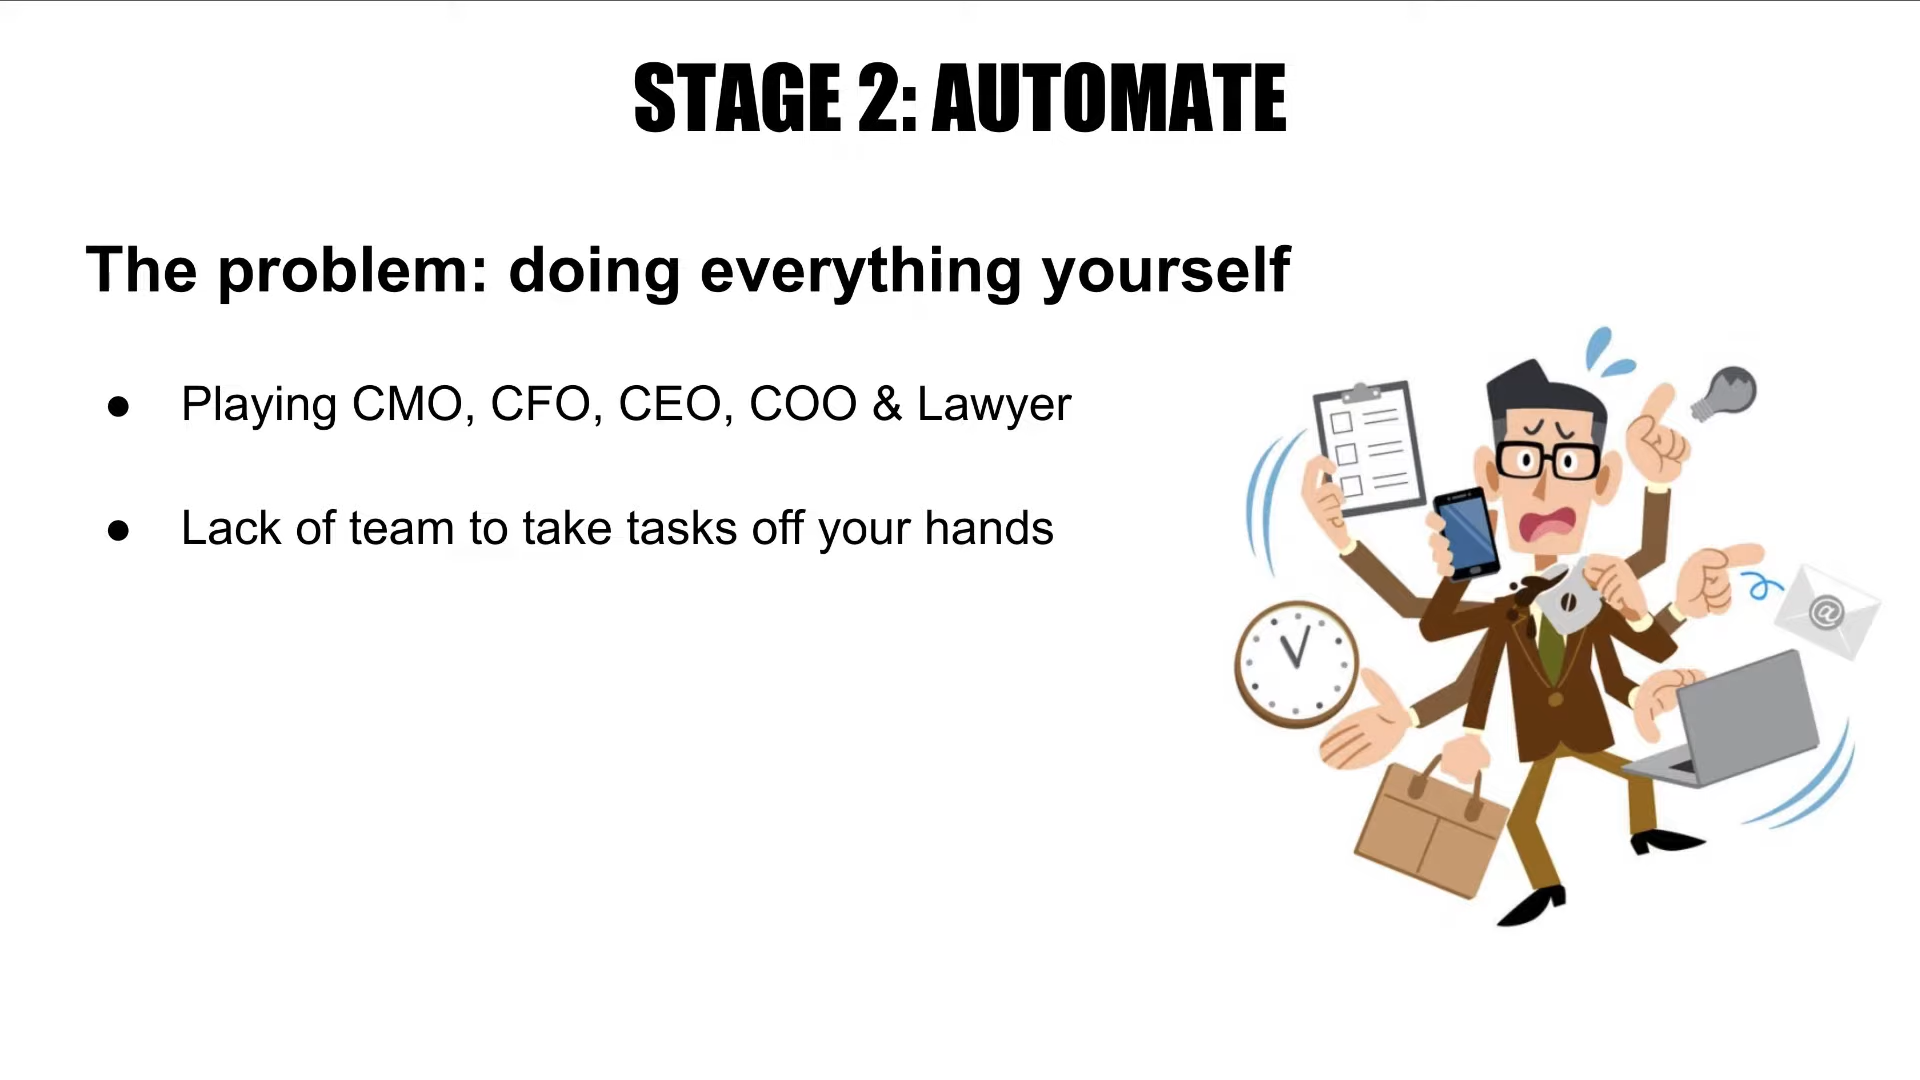 STAGE 2: AUTOMATE
The problem: doing everything yourself
● Playing CMO, CFO, CEO, COO & Lawyer
● Lack of team to take tasks off your hands
@